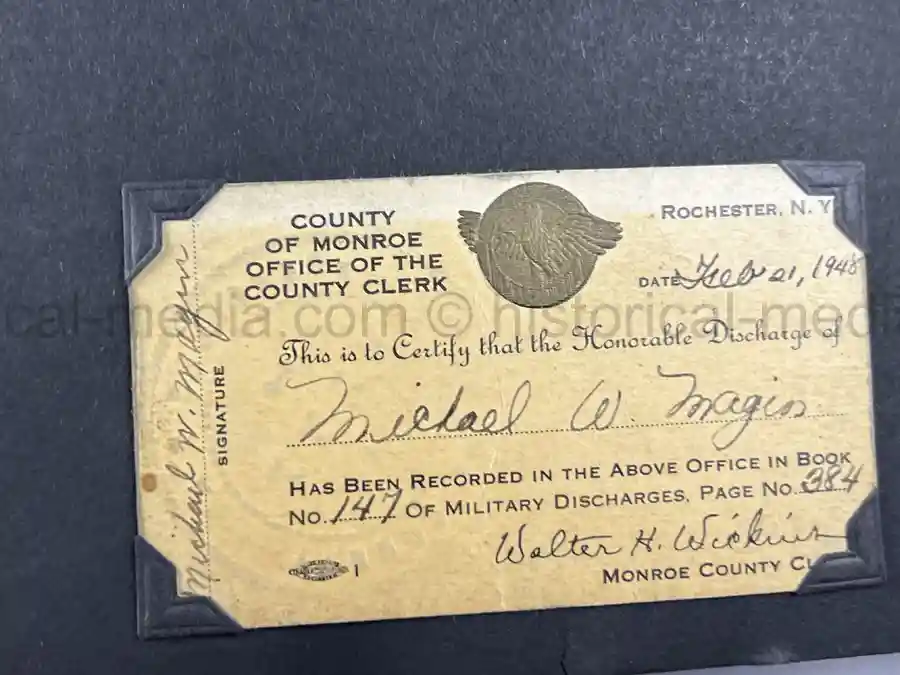 COUNTY
OF MONROE
OFFICE OF THE
COUNTY CLERK
ROCHESTER, N. Y
DATE Feb 21, 1948
This is to Certify that the Honorable Discharge of
Michael W. Magin
HAS BEEN RECORDED IN THE ABOVE OFFICE IN BOOK
NO. 147 OF MILITARY DISCHARGES, PAGE NO. 384
Walter H. Wickins
MONROE COUNTY CL
1
SIGNATURE
Michael W. Magin
cal-media.com © historical-med